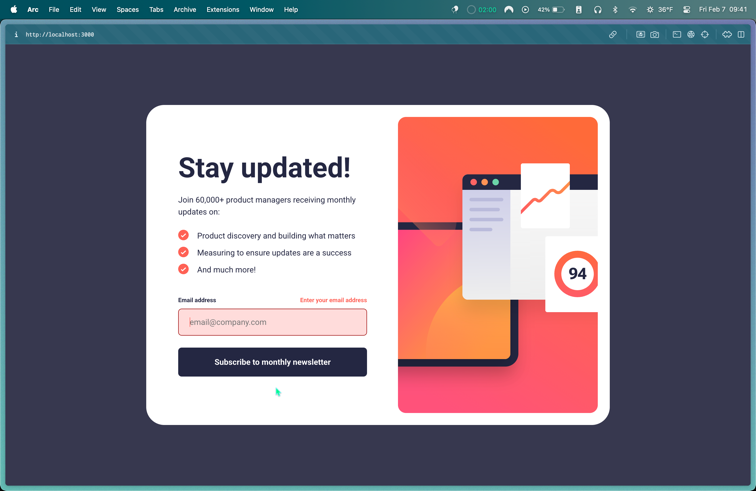 Arc File Edit View Spaces Tabs Archive Extensions Window Help 00:00 42% 36°F Fri Feb 7 09:41
http://localhost:3000
Stay updated!
Join 60,000+ product managers receiving monthly
updates on:
Product discovery and building what matters
Measuring to ensure updates are a success
And much more!
Email address Enter your email address
email@company.com
Subscribe to monthly newsletter
94